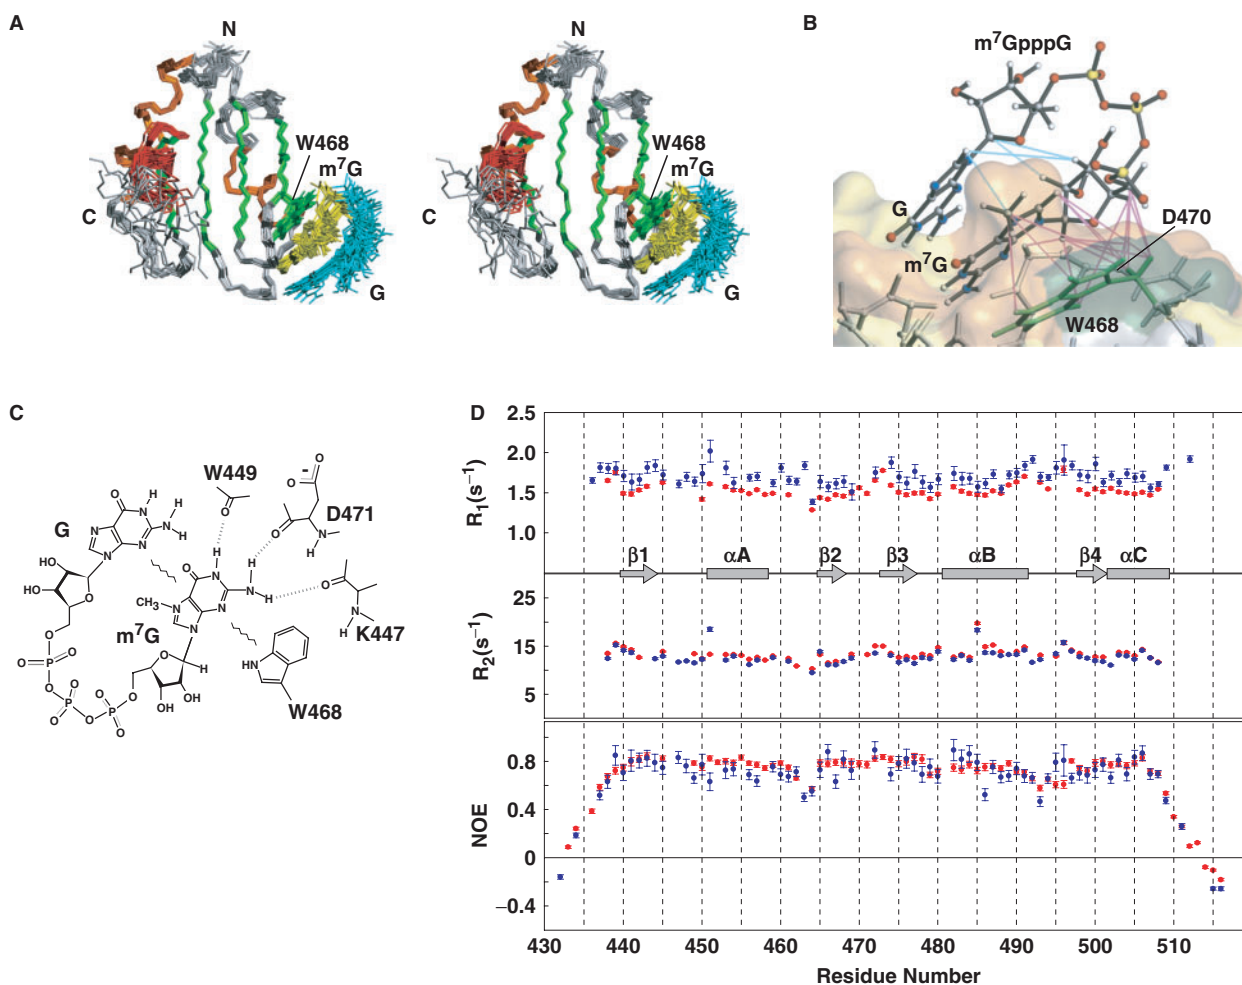 A
N
W468
m7G
C
G
N
W468
m7G
C
G
B
m7GpppG
G
m7G
D470
W468
C
W449
D471
K447
W468
G
m7G
O
H
N
N
N
N
N
H
H
HO
HO
O
O
O
P
O
O
O
P
O
O
O
P
O
O
O
O
OH
OH
H
CH3
N
N
N
N
N
H
H
H
O
O
O
–
O
O
N
H
O
N
H
HN
D
2.5
2.0
1.5
1.0
R1(s−1)
β1
αA
β2
β3
αB
β4
αC
25
15
5
R2(s−1)
0.8
0.4
0
−0.4
NOE
430
440
450
460
470
480
490
500
510
Residue Number